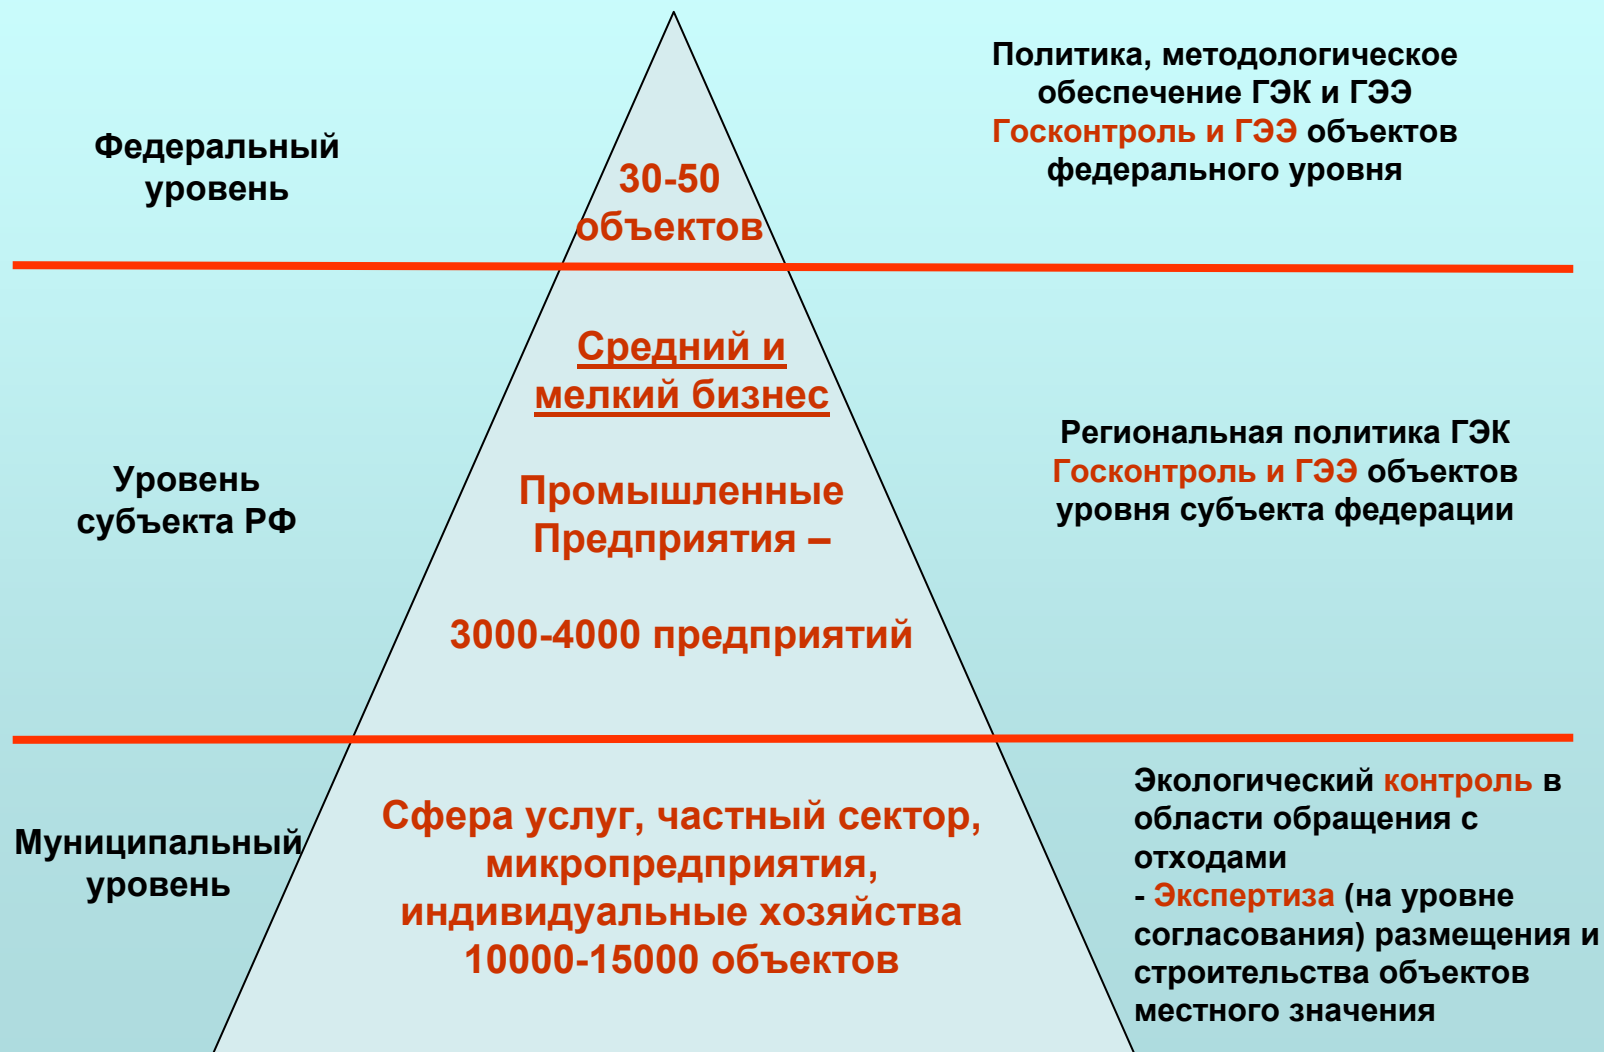 Федеральный
уровень
30-50
объектов
Политика, методологическое
обеспечение ГЭК и ГЭЭ
Госконтроль и ГЭЭ объектов
федерального уровня
Уровень
субъекта РФ
Средний и
мелкий бизнес
Промышленные
Предприятия –
3000-4000 предприятий
Региональная политика ГЭК
Госконтроль и ГЭЭ объектов
уровня субъекта федерации
Муниципальный
уровень
Сфера услуг, частный сектор,
микропредприятия,
индивидуальные хозяйства
10000-15000 объектов
Экологический контроль в
области обращения с
отходами
- Экспертиза (на уровне
согласования) размещения и
строительства объектов
местного значения